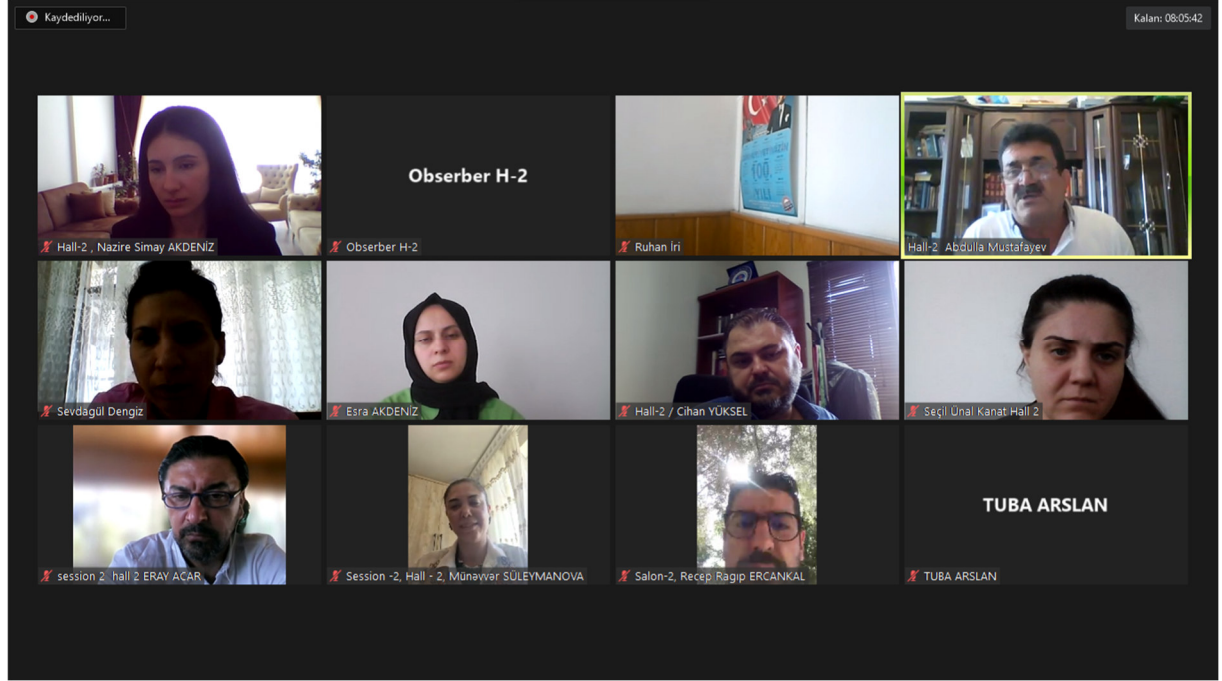 Kaydediliyor...
Kalan: 08:05:42
Hall-2 , Nazire Simay AKDENİZ
Obserber H-2
Obserber H-2
Ruhan İri
100.
Hall-2 Abdulla Mustafayev
Sevdagül Dengiz
Esra AKDENİZ
Hall-2 / Cihan YÜKSEL
Seçil Ünal Kanat Hall 2
session 2 hall 2 ERAY ACAR
Session -2, Hall - 2, Münəvvər SÜLEYMANOVA
Salon-2, Recep Ragıp ERCANKAL
TUBA ARSLAN
TUBA ARSLAN